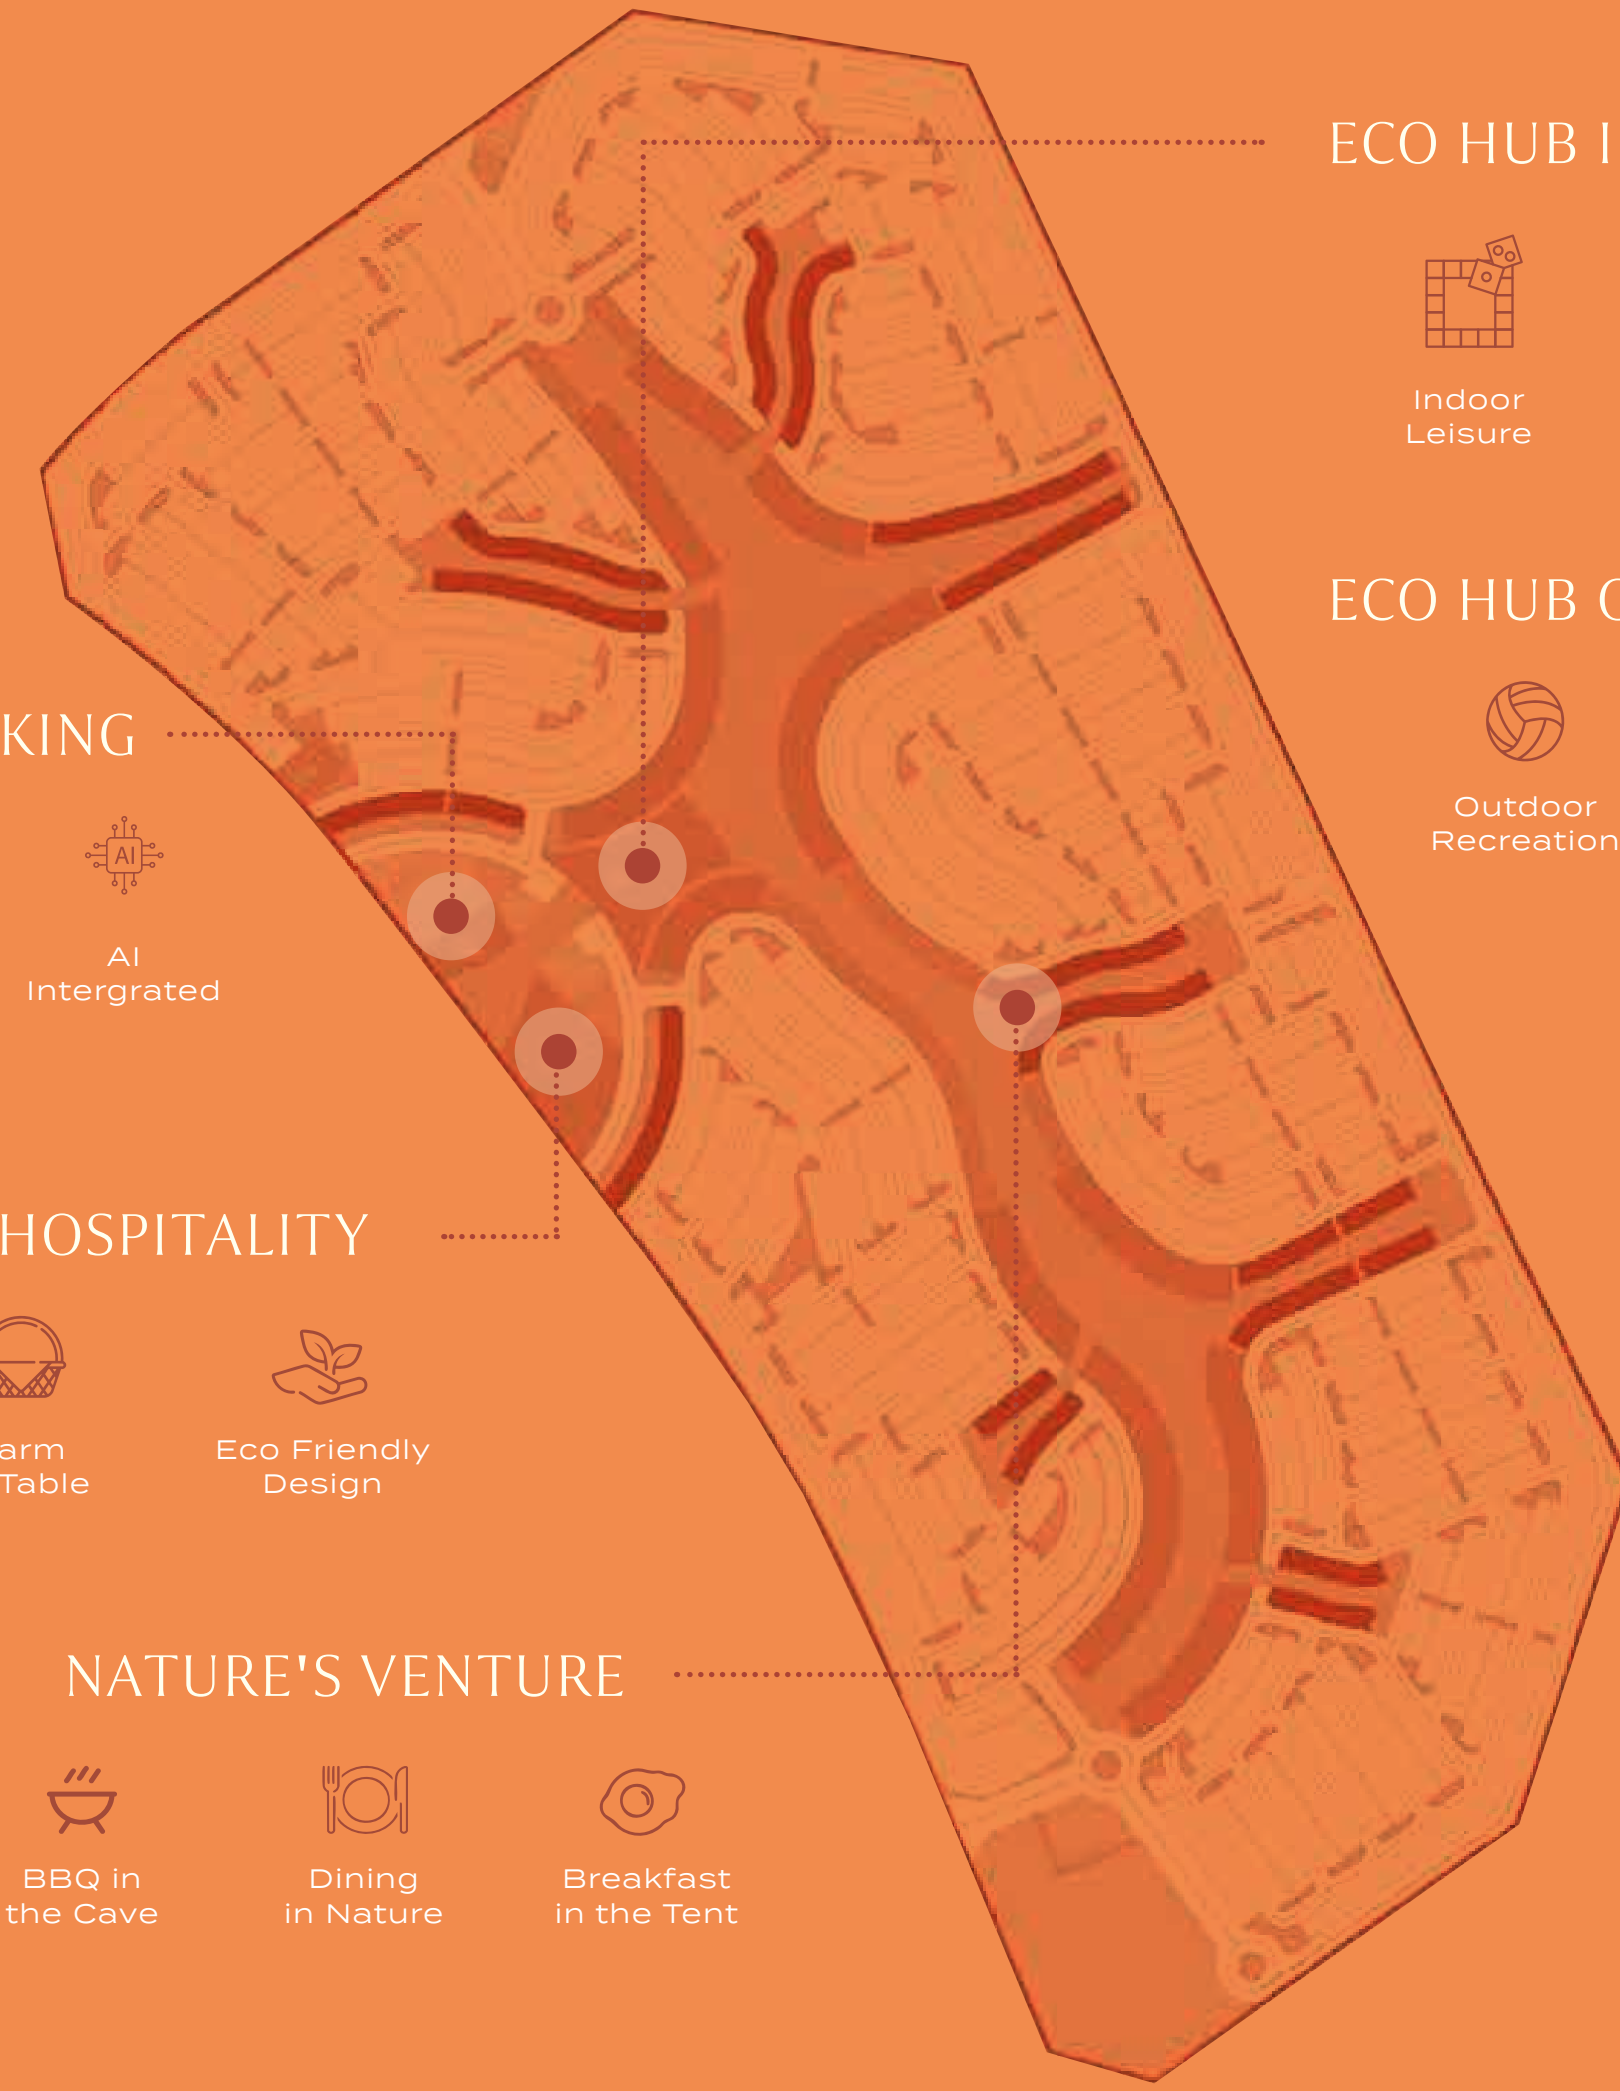 ECO HUB I
Indoor
Leisure
ECO HUB
Outdoor
Recreation
KING
AI
AI
Intergrated
HOSPITALITY
arm
Table
Eco Friendly
Design
NATURE'S VENTURE
BBQ in
the Cave
Dining
in Nature
Breakfast
in the Tent